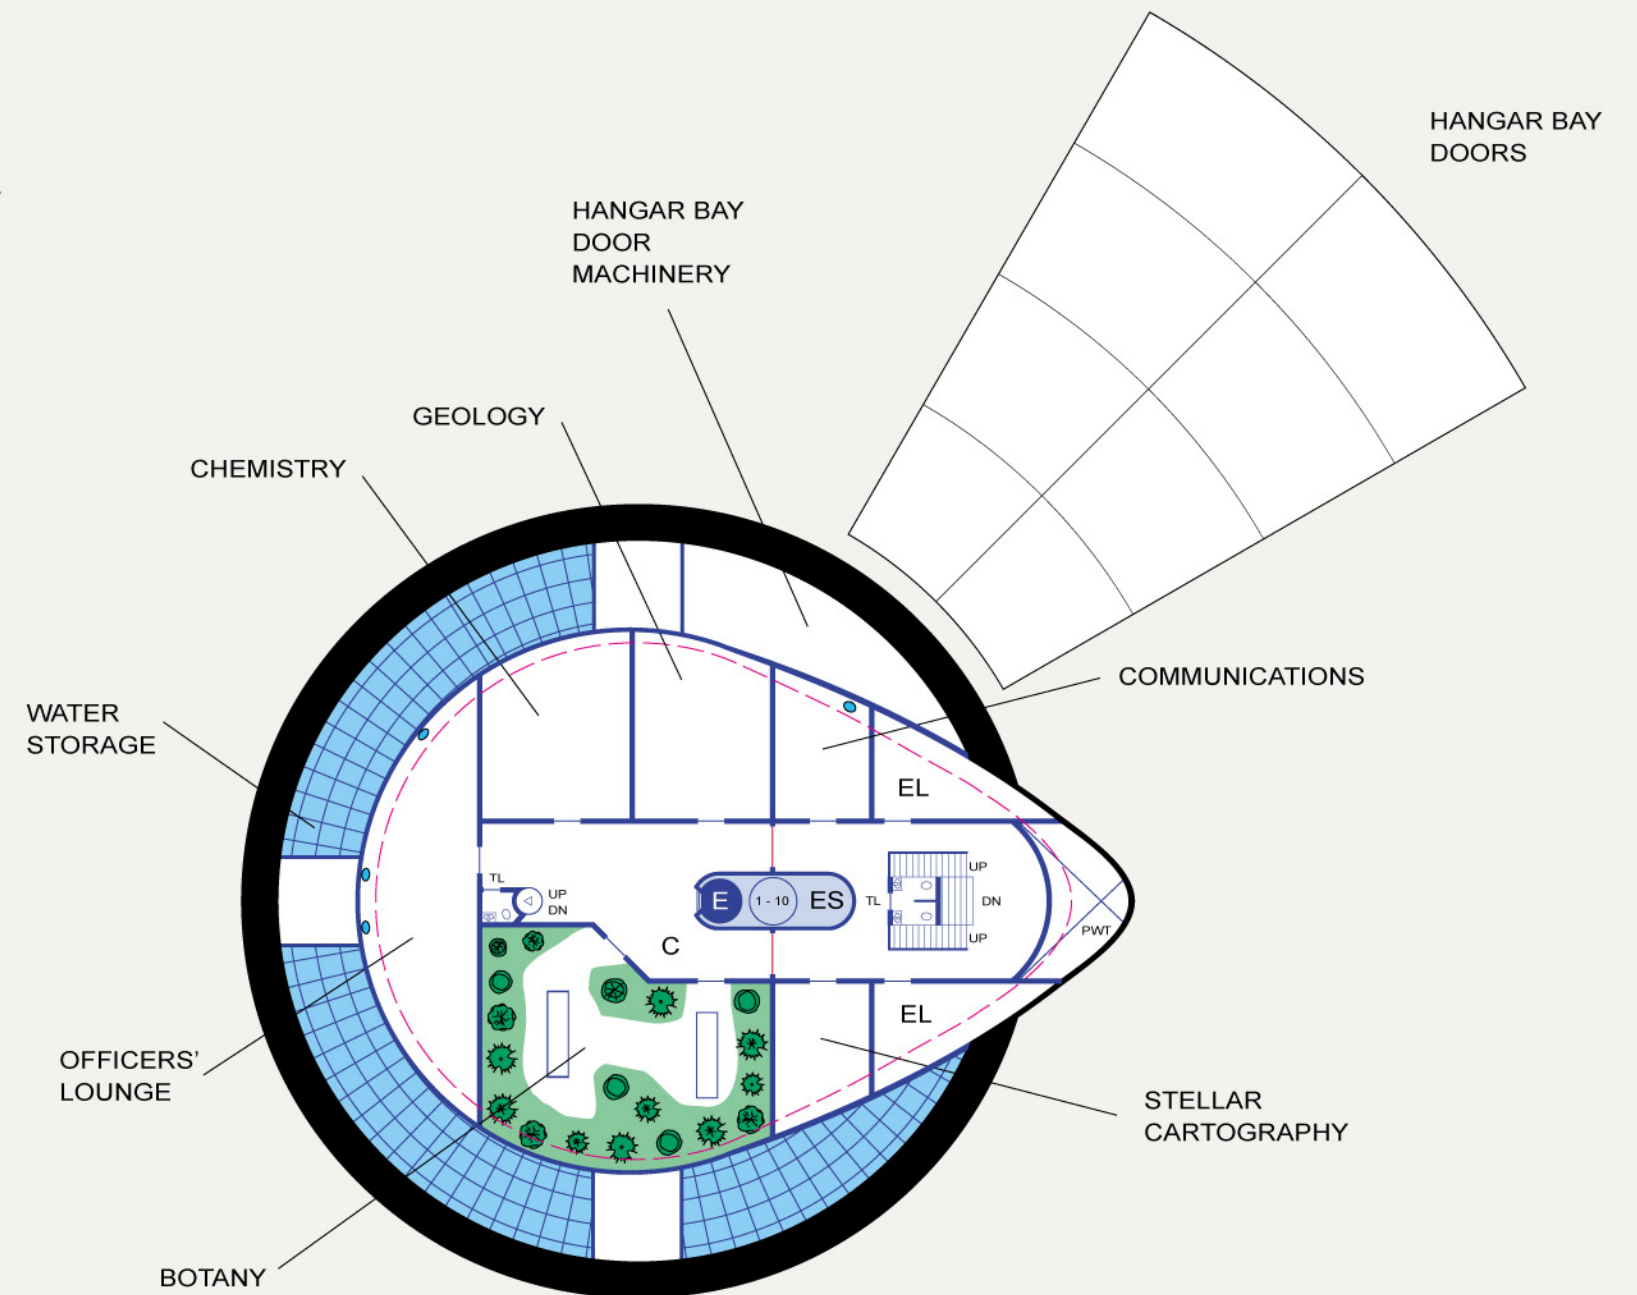 HANGAR BAY
DOORS
HANGAR BAY
DOOR
MACHINERY
GEOLOGY
CHEMISTRY
COMMUNICATIONS
WATER
STORAGE
EL
TL
UP
DN
E
1 - 10
ES
TL
UP
DN
UP
PWT
C
EL
OFFICERS’
LOUNGE
STELLAR
CARTOGRAPHY
BOTANY